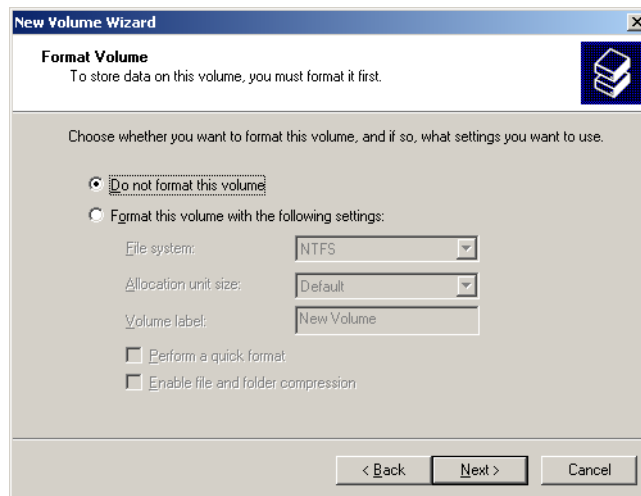 New Volume Wizard
Format Volume
To store data on this volume, you must format it first.
Choose whether you want to format this volume, and if so, what settings you want to use.
Do not format this volume
Format this volume with the following settings:
File system: NTFS
Allocation unit size: Default
Volume label: New Volume
Perform a quick format
Enable file and folder compression
< Back Next > Cancel